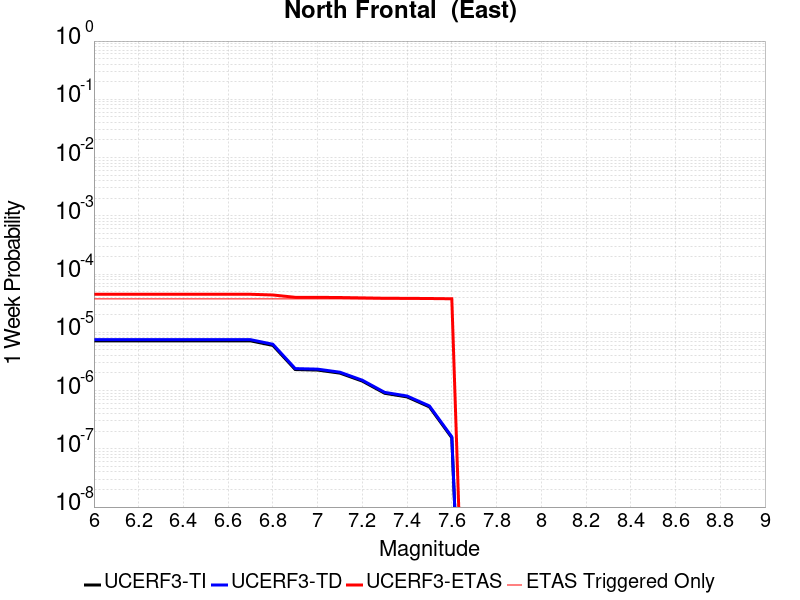 North Frontal  (East)
1 Week Probability
10^0
10^-1
10^-2
10^-3
10^-4
10^-5
10^-6
10^-7
10^-8
6 6.2 6.4 6.6 6.8 7 7.2 7.4 7.6 7.8 8 8.2 8.4 8.6 8.8 9
Magnitude
UCERF3-TI UCERF3-TD UCERF3-ETAS ETAS Triggered Only